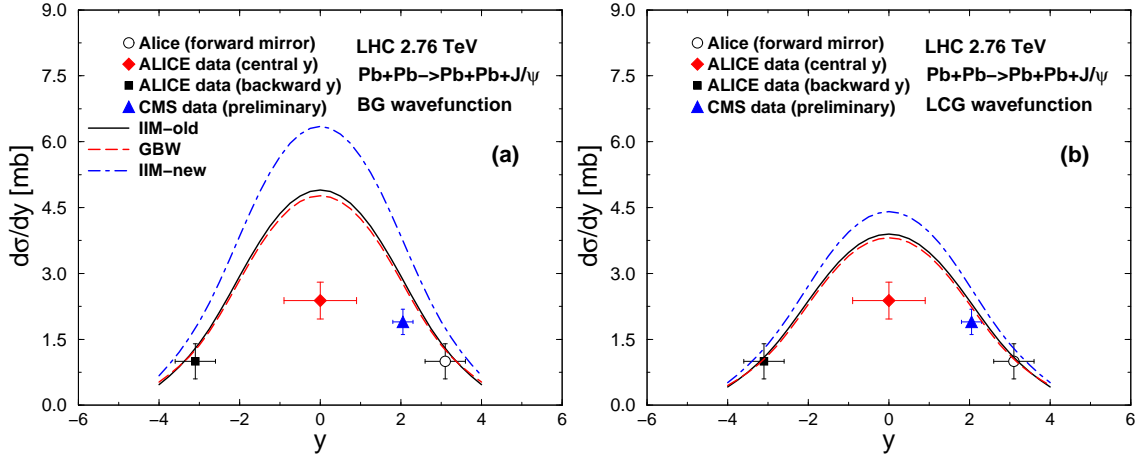 9.0
7.5
6.0
4.5
3.0
1.5
0.0
dσ/dy [mb]
Alice (forward mirror)
ALICE data (central y)
ALICE data (backward y)
CMS data (preliminary)
IIM−old
GBW
IIM−new
LHC 2.76 TeV
Pb+Pb−>Pb+Pb+J/ψ
BG wavefunction
(a)
−6 −4 −2 0 2 4 6
y
9.0
7.5
6.0
4.5
3.0
1.5
0.0
dσ/dy [mb]
Alice (forward mirror)
ALICE data (central y)
ALICE data (backward y)
CMS data (preliminary)
LHC 2.76 TeV
Pb+Pb−>Pb+Pb+J/ψ
LCG wavefunction
(b)
−6 −4 −2 0 2 4 6
y